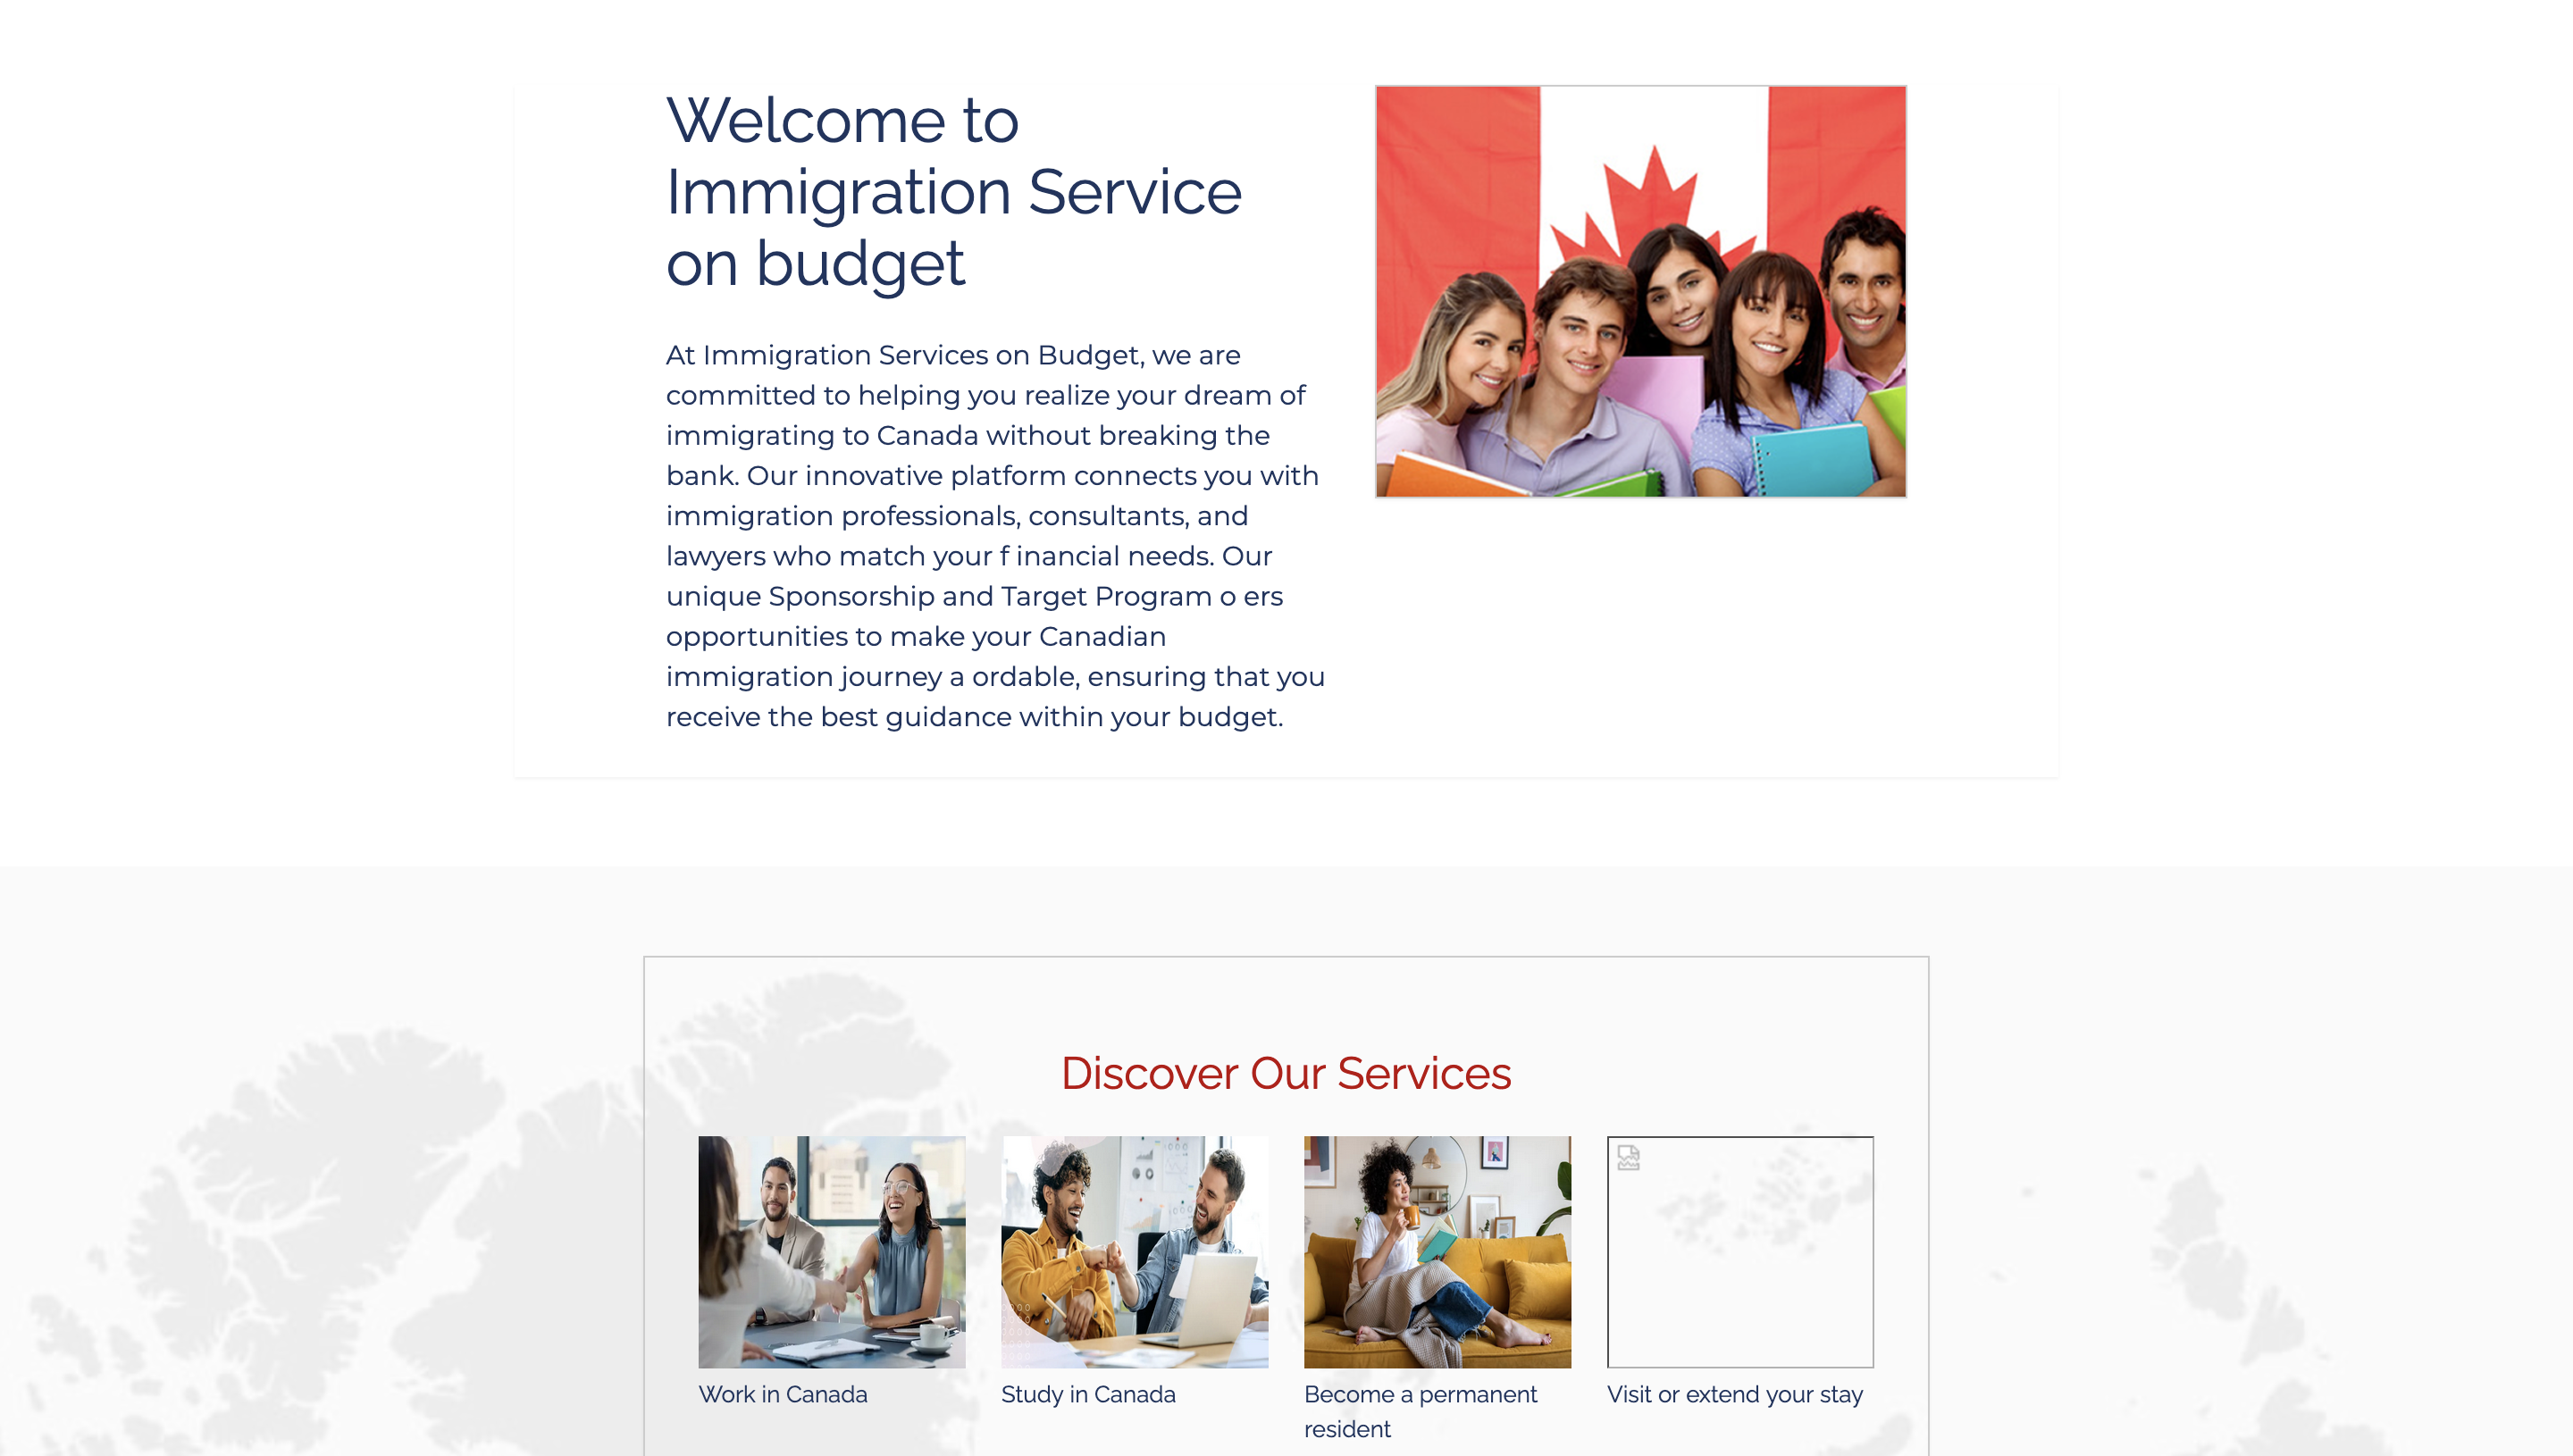 Welcome to
Immigration Service
on budget
At Immigration Services on Budget, we are
committed to helping you realize your dream of
immigrating to Canada without breaking the
bank. Our innovative platform connects you with
immigration professionals, consultants, and
lawyers who match your f inancial needs. Our
unique Sponsorship and Target Program o ers
opportunities to make your Canadian
immigration journey a ordable, ensuring that you
receive the best guidance within your budget.
Discover Our Services
Work in Canada
Study in Canada
Become a permanent
resident
Visit or extend your stay